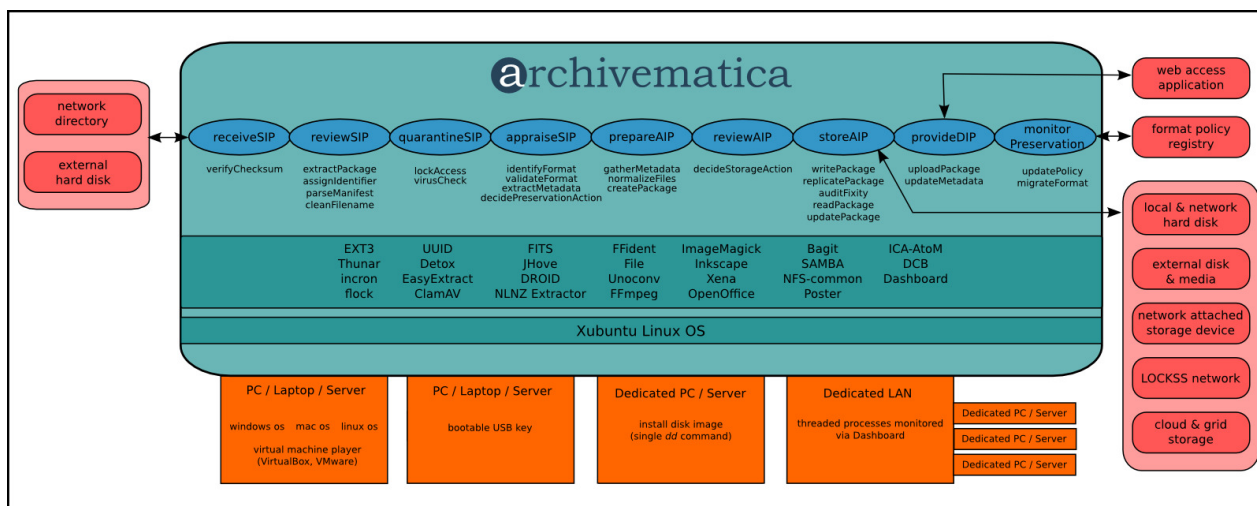 archivematica
network
directory
external
hard disk
receiveSIP
verifyChecksum
reviewSIP
extractPackage
assignIdentifier
parseManifest
cleanFilename
quarantineSIP
lockAccess
virusCheck
appraiseSIP
identifyFormat
validateFormat
extractMetadata
decidePreservationAction
prepareAIP
gatherMetadata
normalizeFiles
createPackage
reviewAIP
decideStorageAction
storeAIP
writePackage
replicatePackage
auditFixity
readPackage
updatePackage
provideDIP
uploadPackage
updateMetadata
monitor
Preservation
updatePolicy
migrateFormat
web access
application
format policy
registry
local & network
hard disk
external disk
& media
network attached
storage device
LOCKSS network
cloud & grid
storage
EXT3
Thunar
incron
flock
UUID
Detox
EasyExtract
ClamAV
FITS
JHove
DROID
NLNZ Extractor
FFident
File
Unoconv
FFmpeg
ImageMagick
Inkscape
Xena
OpenOffice
Bagit
SAMBA
NFS-common
Poster
ICA-AtoM
DCB
Dashboard
Xubuntu Linux OS
PC / Laptop / Server
windows os mac os linux os
virtual machine player
(VirtualBox, VMware)
PC / Laptop / Server
bootable USB key
Dedicated PC / Server
install disk image
(single dd command)
Dedicated LAN
threaded processes monitored
via Dashboard
Dedicated PC / Server
Dedicated PC / Server
Dedicated PC / Server